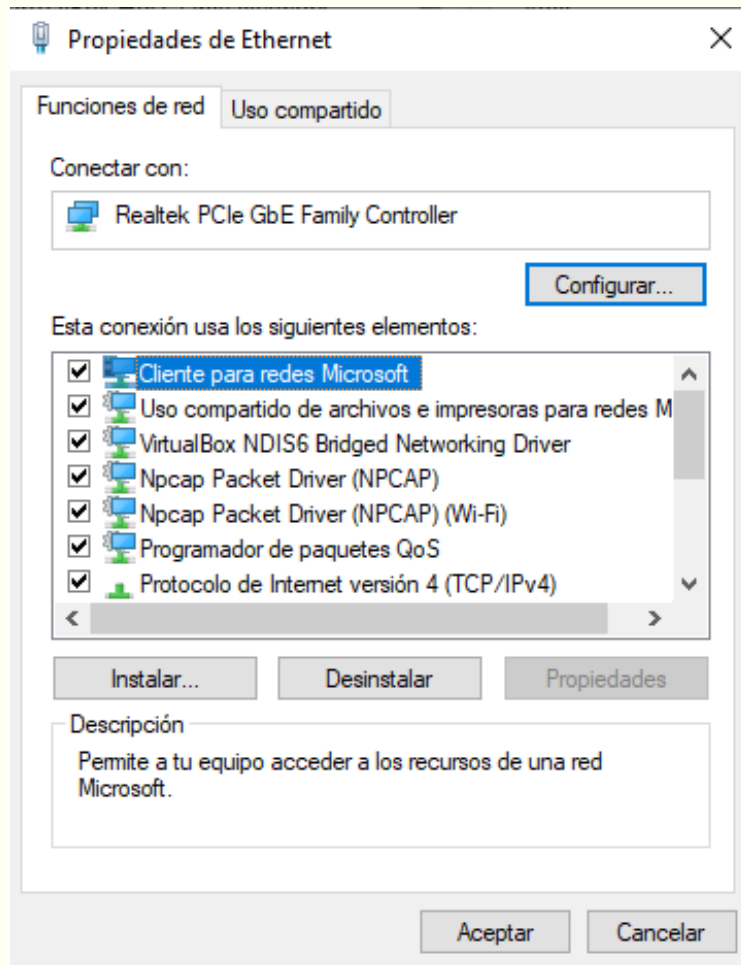 Propiedades de Ethernet
Funciones de red
Uso compartido
Conectar con:
Realtek PCIe GbE Family Controller
Configurar...
Esta conexión usa los siguientes elementos:
Cliente para redes Microsoft
Uso compartido de archivos e impresoras para redes M
VirtualBox NDIS6 Bridged Networking Driver
Npcap Packet Driver (NPCAP)
Npcap Packet Driver (NPCAP) (Wi-Fi)
Programador de paquetes QoS
Protocolo de Internet versión 4 (TCP/IPv4)
Instalar...
Desinstalar
Propiedades
Descripción
Permite a tu equipo acceder a los recursos de una red
Microsoft.
Aceptar
Cancelar